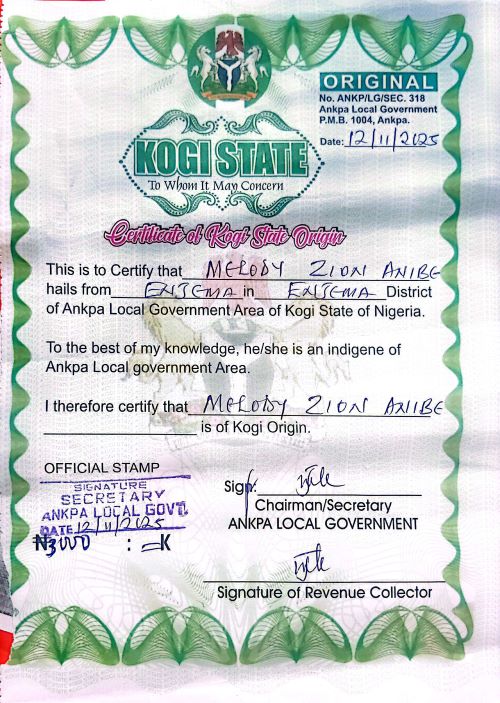 ORIGINAL
No. ANKP/LG/SEC. 318
Ankpa Local Government
P.M.B. 1004, Ankpa.
Date: 12/11/2025
KOGI STATE
To Whom It May Concern
Certificate of Kogi State Origin
This is to Certify that MELODY ZION ANIBE
hails from ENJEMA in ENJEMA District
of Ankpa Local Government Area of Kogi State of Nigeria.
To the best of my knowledge, he/she is an indigene of
Ankpa Local government Area.
I therefore certify that MELODY ZION ANIBE
is of Kogi Origin.
OFFICIAL STAMP
SIGNATURE
SECRETARY
ANKPA LOCAL GOVT.
DATE 12/11/2025
₦3000 : = K
Sign:
Chairman/Secretary
ANKPA LOCAL GOVERNMENT
Signature of Revenue Collector